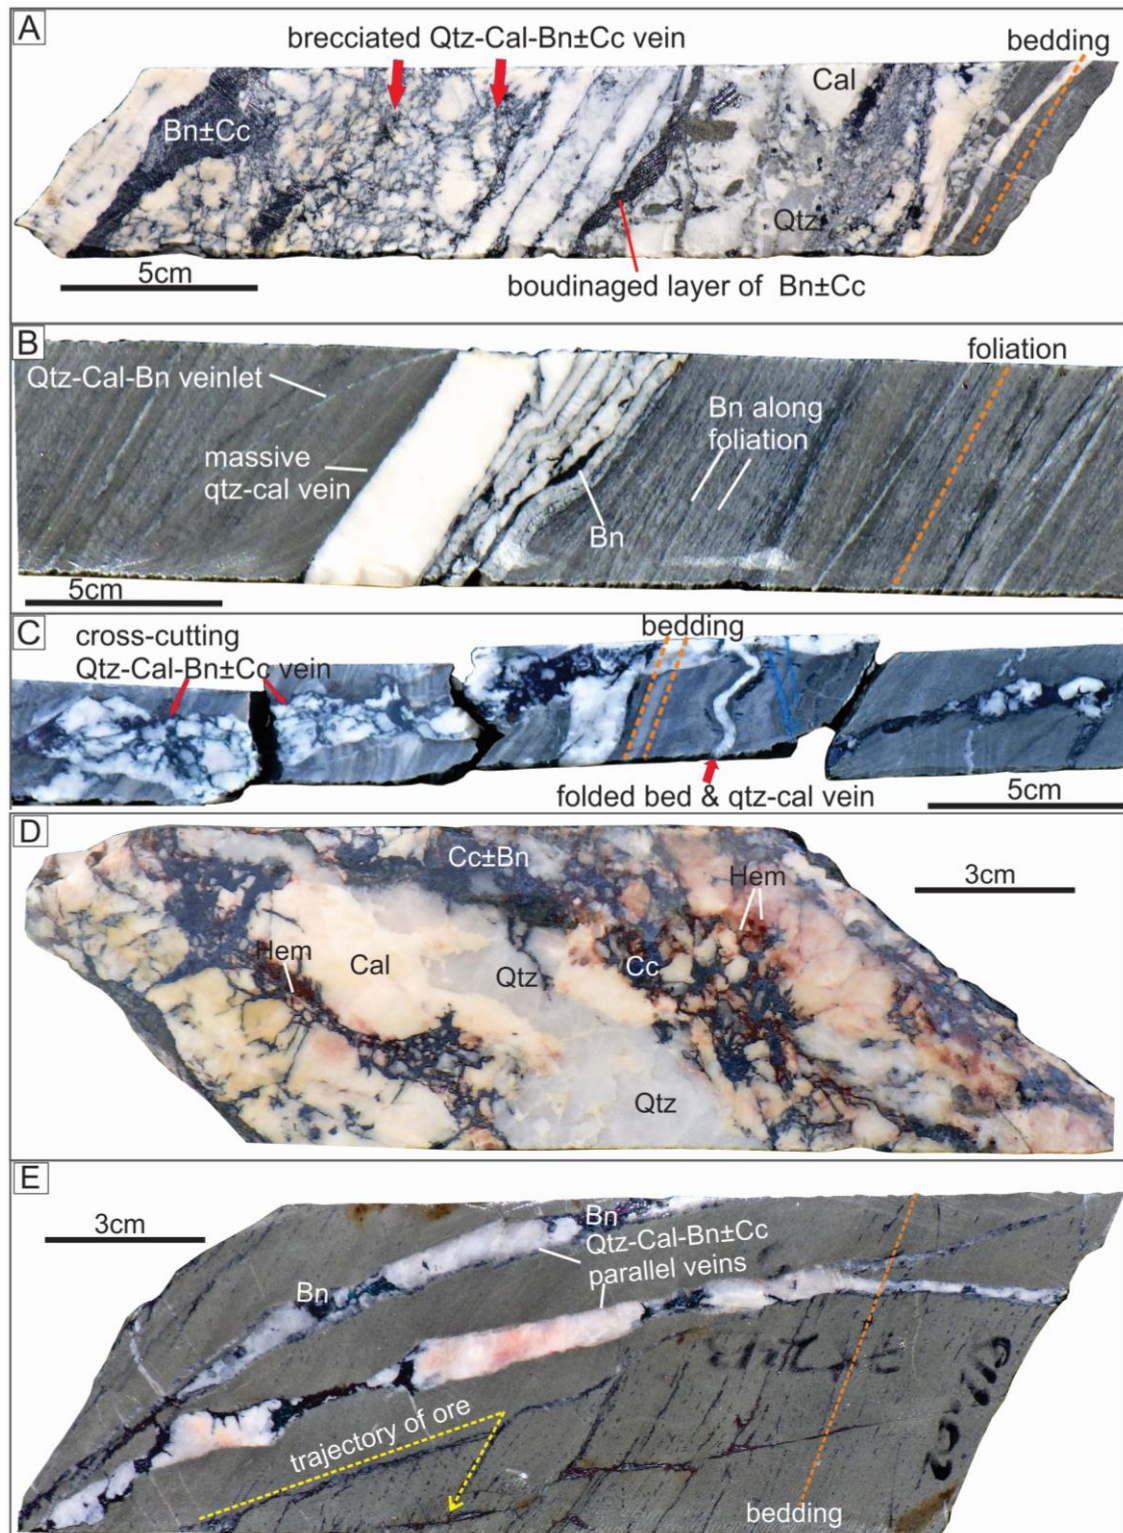 A
brecciated Qtz-Cal-Bn±Cc vein
bedding
Cal
Bn±Cc
Qtz
5cm
boudinaged layer of Bn±Cc
B
foliation
Qtz-Cal-Bn veinlet
Bn along
foliation
massive
qtz-cal vein
Bn
5cm
C
cross-cutting
Qtz-Cal-Bn±Cc vein
bedding
folded bed & qtz-cal vein
5cm
D
Cc±Bn
Hem
3cm
Hem
Cal
Qtz
Cc
Qtz
E
3cm
Bn
Qtz-Cal-Bn±Cc
parallel veins
Bn
trajectory of ore
bedding